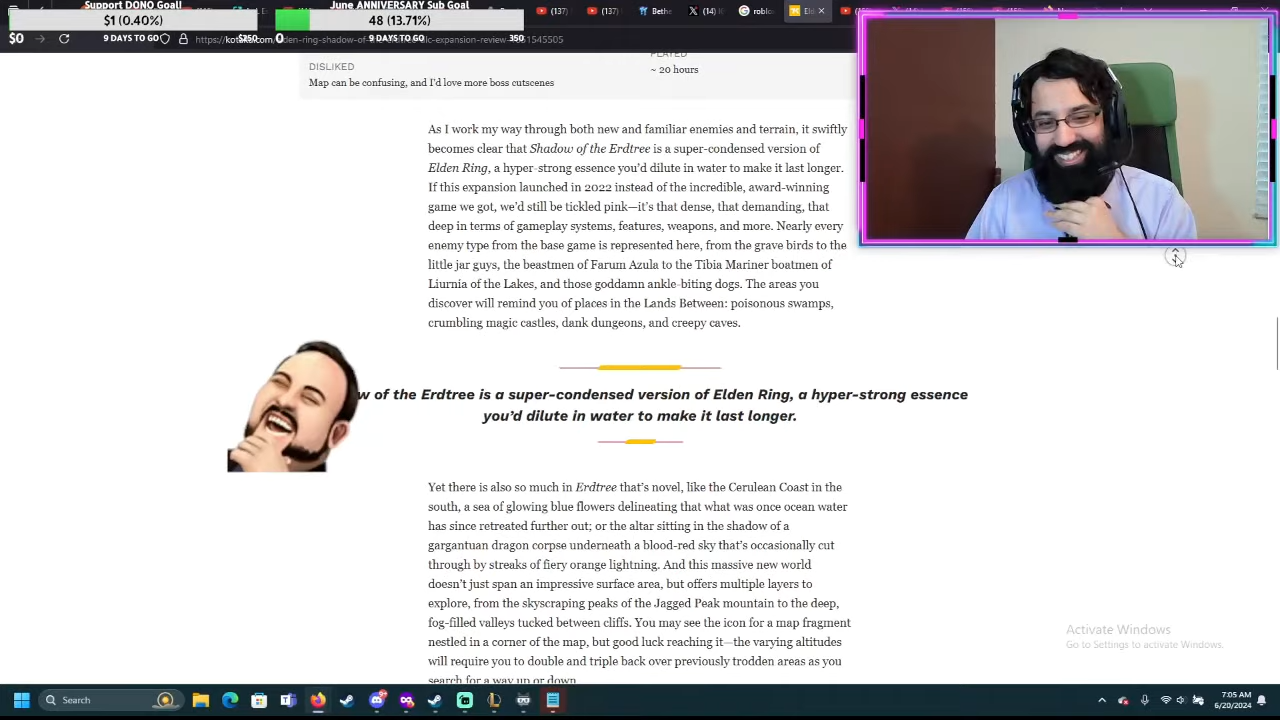 Support DONO Goal!
$1 (0.40%)
$0
9 DAYS TO GO
$250
June ANNIVERSARY Sub Goal
48 (13.71%)
0
9 DAYS TO GO
350
(137)
(137)
Bethe
(14) R
roblo
El
DISLIKED
Map can be confusing, and I'd love more boss cutscenes
PLAYED
~ 20 hours
As I work my way through both new and familiar enemies and terrain, it swiftly
becomes clear that Shadow of the Erdtree is a super-condensed version of
Elden Ring, a hyper-strong essence you'd dilute in water to make it last longer.
If this expansion launched in 2022 instead of the incredible, award-winning
game we got, we'd still be tickled pink—it's that dense, that demanding, that
deep in terms of gameplay systems, features, weapons, and more. Nearly every
enemy type from the base game is represented here, from the grave birds to the
little jar guys, the beastmen of Farum Azula to the Tibia Mariner boatmen of
Liurnia of the Lakes, and those goddamn ankle-biting dogs. The areas you
discover will remind you of places in the Lands Between: poisonous swamps,
crumbling magic castles, dank dungeons, and creepy caves.
w of the Erdtree is a super-condensed version of Elden Ring, a hyper-strong essence
you'd dilute in water to make it last longer.
Yet there is also so much in Erdtree that's novel, like the Cerulean Coast in the
south, a sea of glowing blue flowers delineating that what was once ocean water
has since retreated further out; or the altar sitting in the shadow of a
gargantuan dragon corpse underneath a blood-red sky that's occasionally cut
through by streaks of fiery orange lightning. And this massive new world
doesn't just span an impressive surface area, but offers multiple layers to
explore, from the skyscraping peaks of the Jagged Peak mountain to the deep,
fog-filled valleys tucked between cliffs. You may see the icon for a map fragment
nestled in a corner of the map, but good luck reaching it—the varying altitudes
will require you to double and triple back over previously trodden areas as you
search for a way up or down.
Activate Windows
Go to Settings to activate Windows.
Search
7:05 AM
6/20/2024